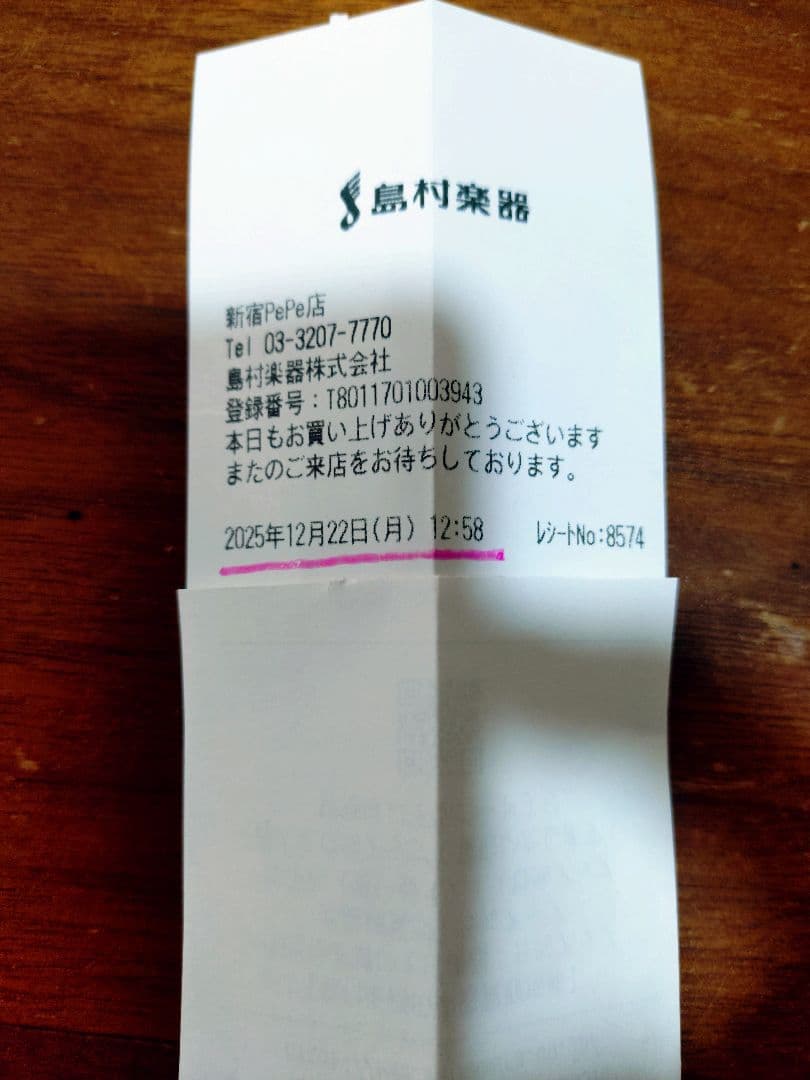 島村楽器
新宿PePe店
Tel 03-3207-7770
島村楽器株式会社
登録番号:T8011701003943
本日もお買い上げありがとうございます
またのご来店をお待ちしております。
2025年12月22日(月) 12:58 レシートNo:8574